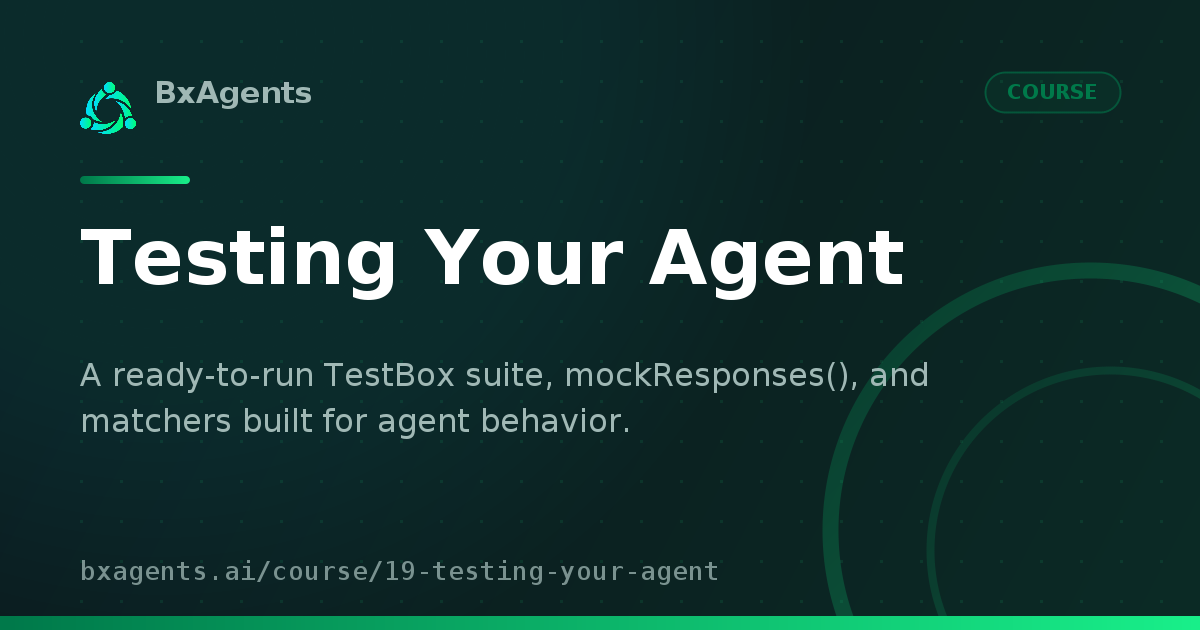 BxAgents
COURSE
Testing Your Agent
A ready-to-run TestBox suite, mockResponses(), and
matchers built for agent behavior.
bxagents.ai/course/19-testing-your-agent